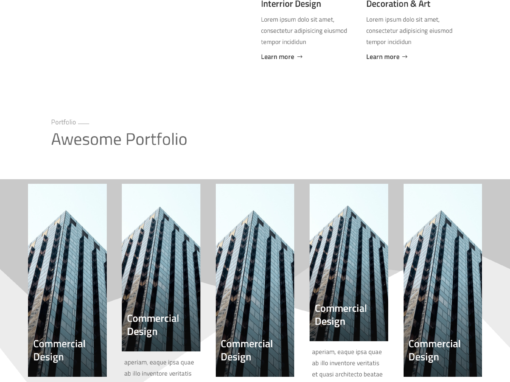 Interrior Design
Lorem ipsum dolo sit amet,
consectetur adipisicing eiusmod
tempor incididun
Learn more →
Decoration & Art
Lorem ipsum dolo sit amet,
consectetur adipisicing eiusmod
tempor incididun
Learn more →
Portfolio
Awesome Portfolio
Commercial
Design
Commercial
Design
aperiam, eaque ipsa quae
ab illo inventore veritatis
Commercial
Design
Commercial
Design
aperiam, eaque ipsa quae
ab illo inventore veritatis
et quasi architecto beatae
Commercial
Design